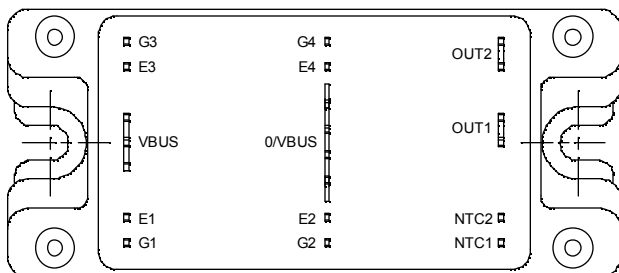 G3 G4 OUT2
E3 E4
VBUS 0/VBUS OUT1
E1 E2 NTC2
G1 G2 NTC1